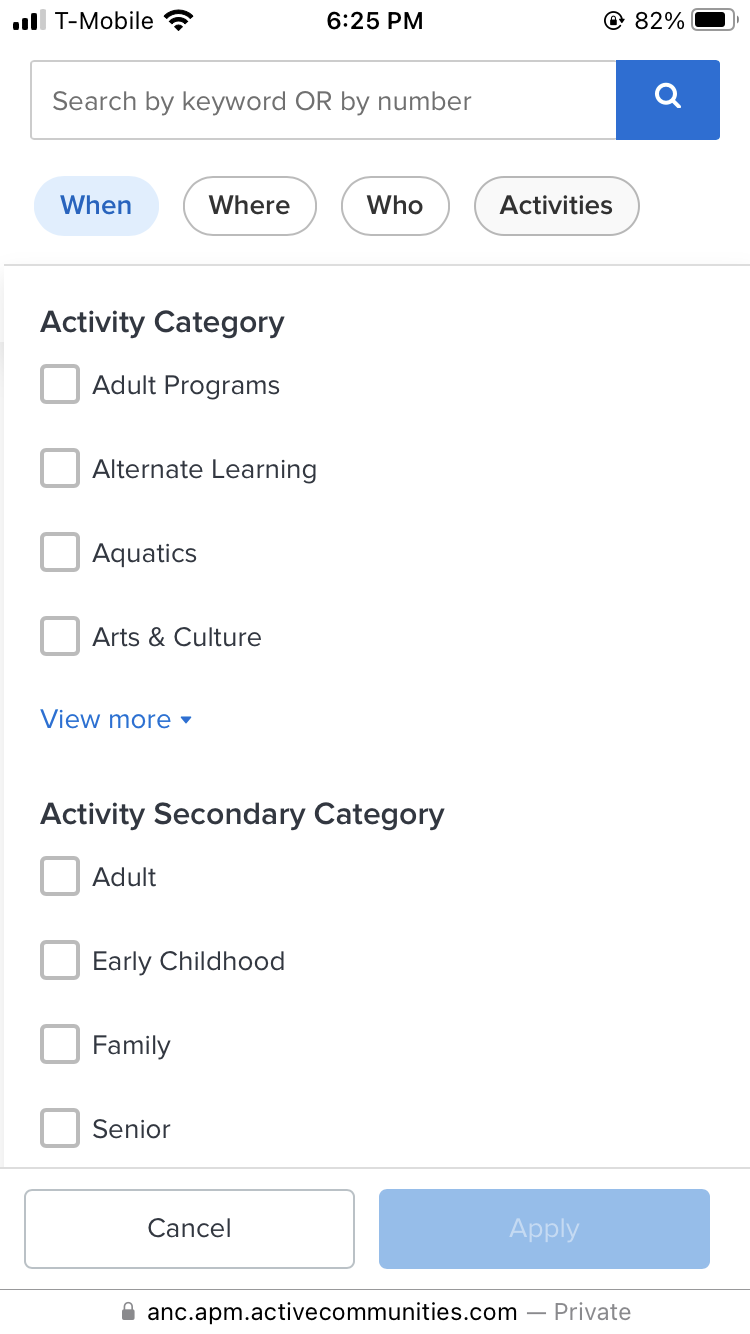 T-Mobile 6:25 PM 82%
Search by keyword OR by number
When Where Who Activities
Activity Category
Adult Programs
Alternate Learning
Aquatics
Arts & Culture
View more
Activity Secondary Category
Adult
Early Childhood
Family
Senior
Cancel Apply
anc.apm.activecommunities.com — Private